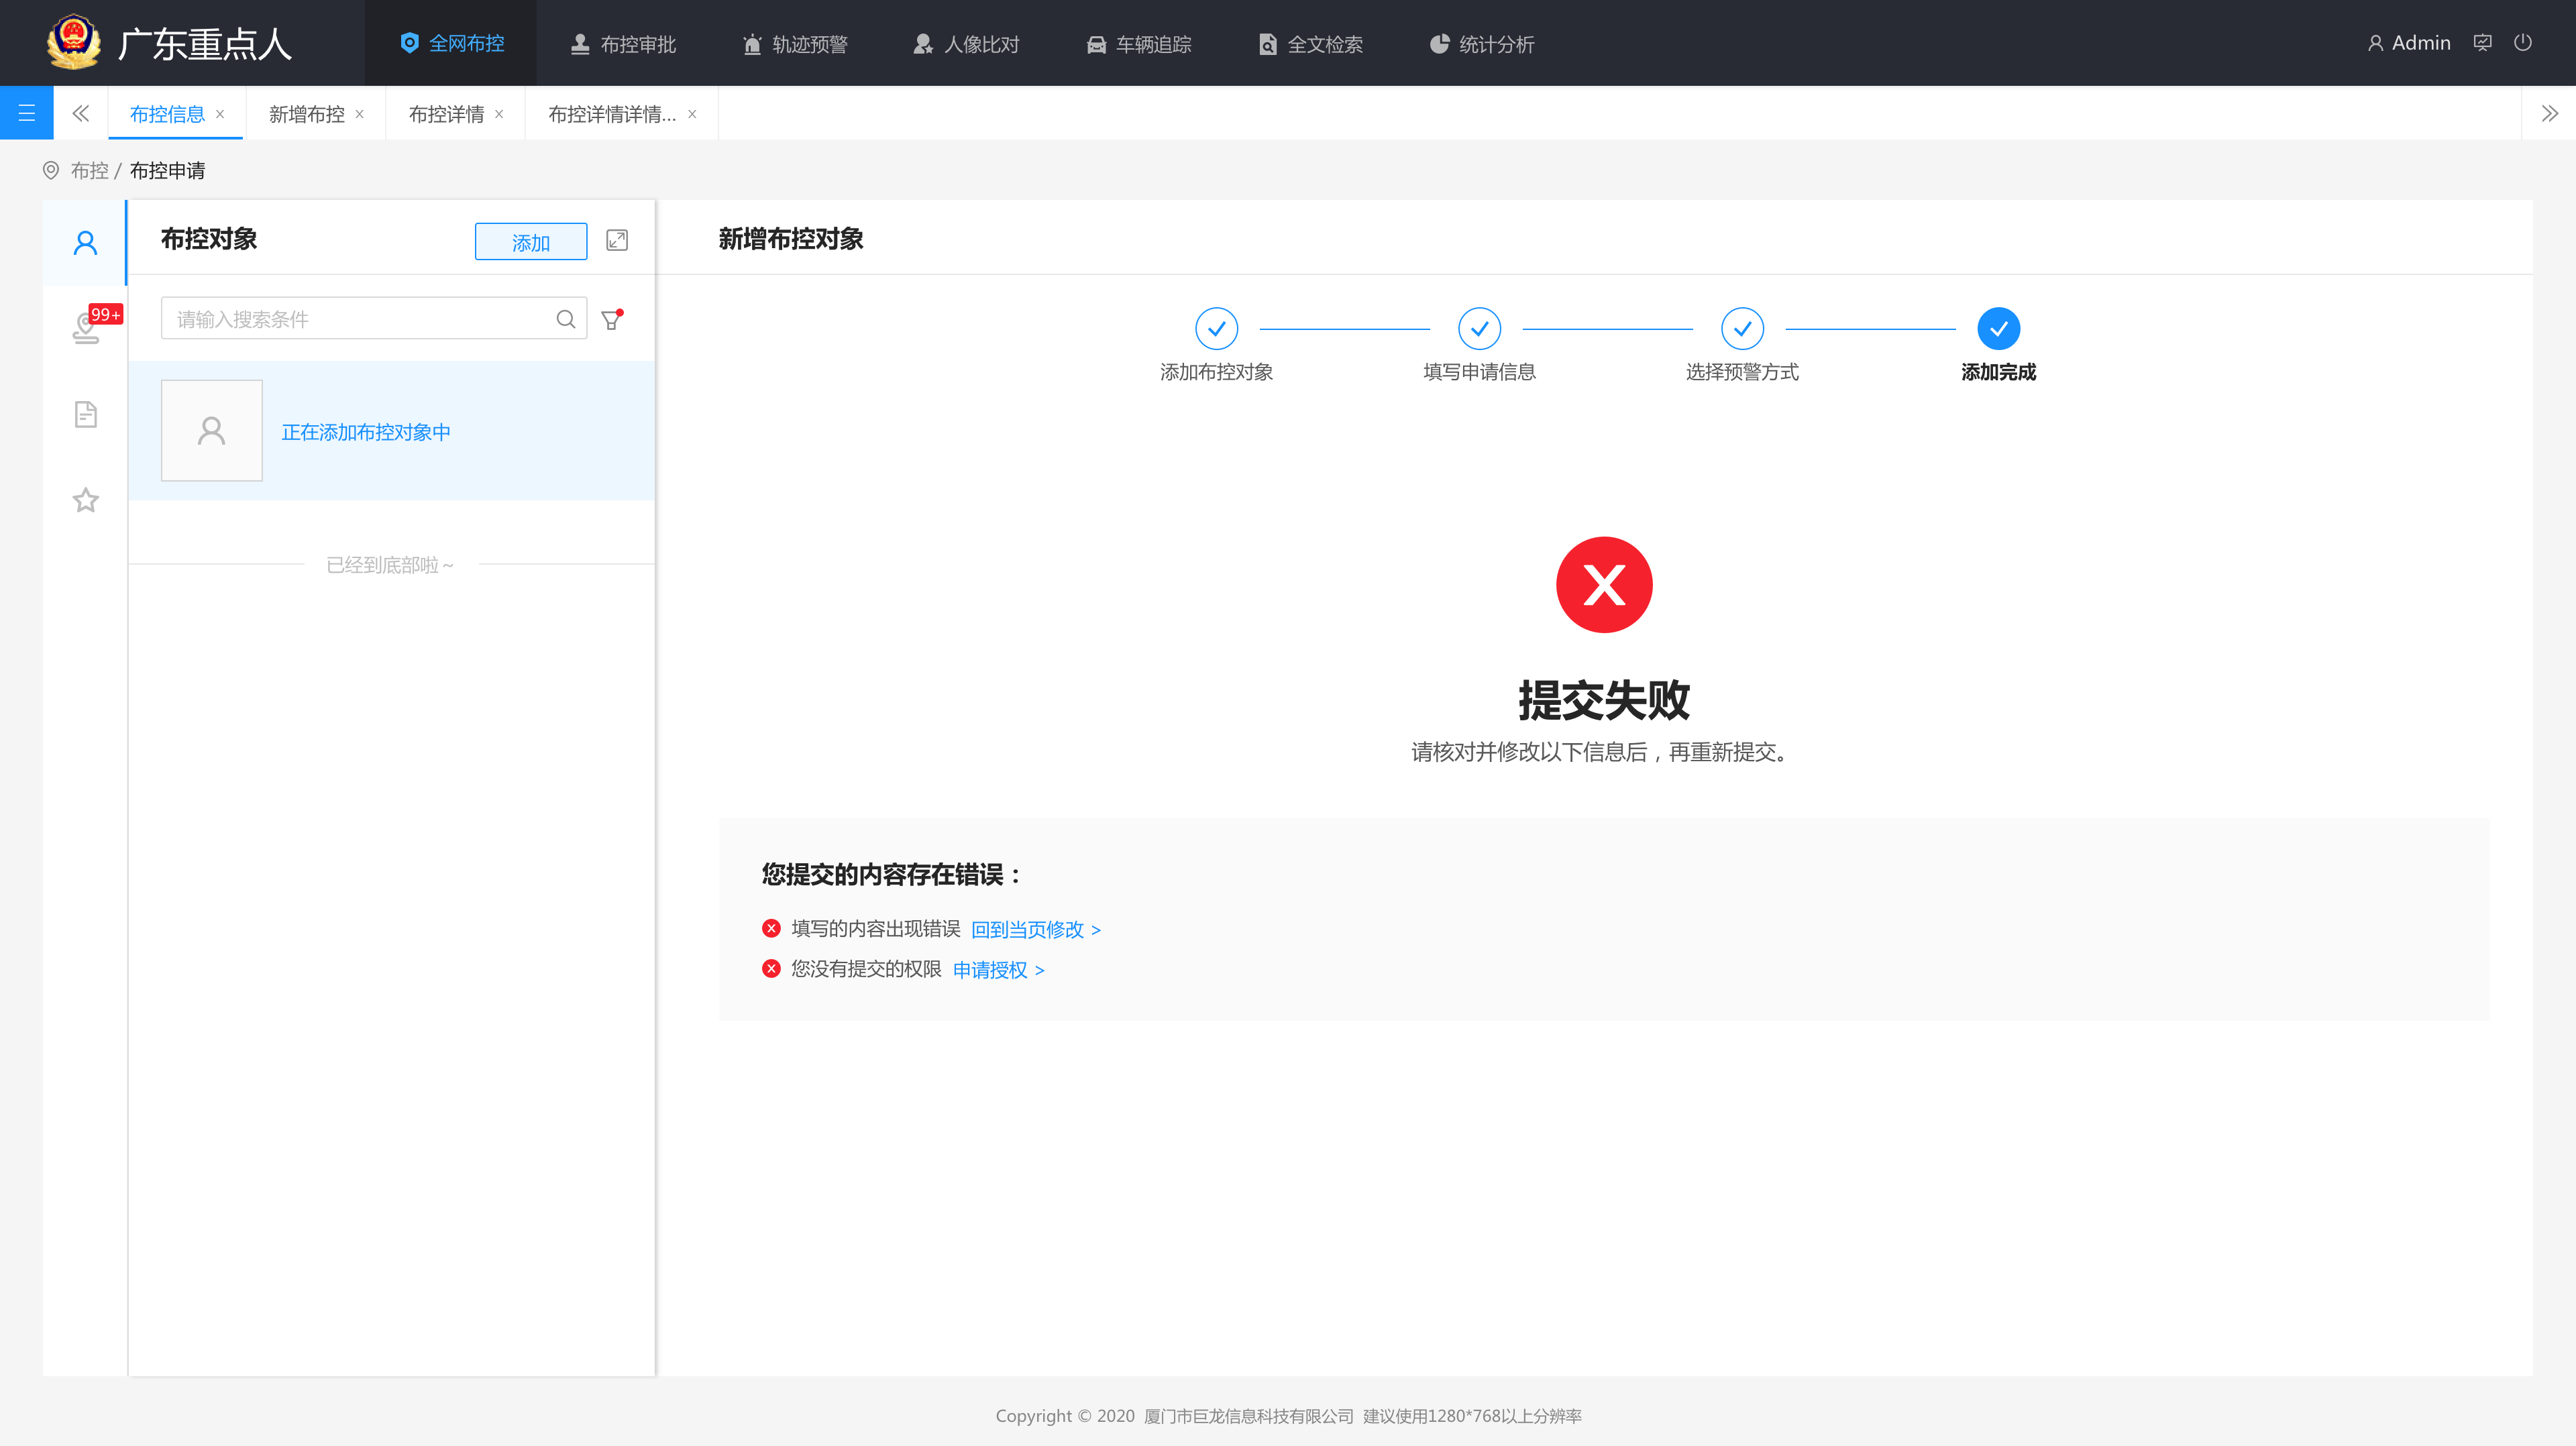 广东重点人
全网布控
布控审批
轨迹预警
人像比对
车辆追踪
全文检索
统计分析
Admin
布控信息
新增布控
布控详情
布控详情详情...
布控 / 布控申请
99+
布控对象
添加
请输入搜索条件
正在添加布控对象中
已经到底部啦~
新增布控对象
添加布控对象
填写申请信息
选择预警方式
添加完成
提交失败
请核对并修改以下信息后，再重新提交。
您提交的内容存在错误：
填写的内容出现错误 回到当页修改 >
您没有提交的权限 申请授权 >
Copyright © 2020 厦门市巨龙信息科技有限公司 建议使用1280*768以上分辨率